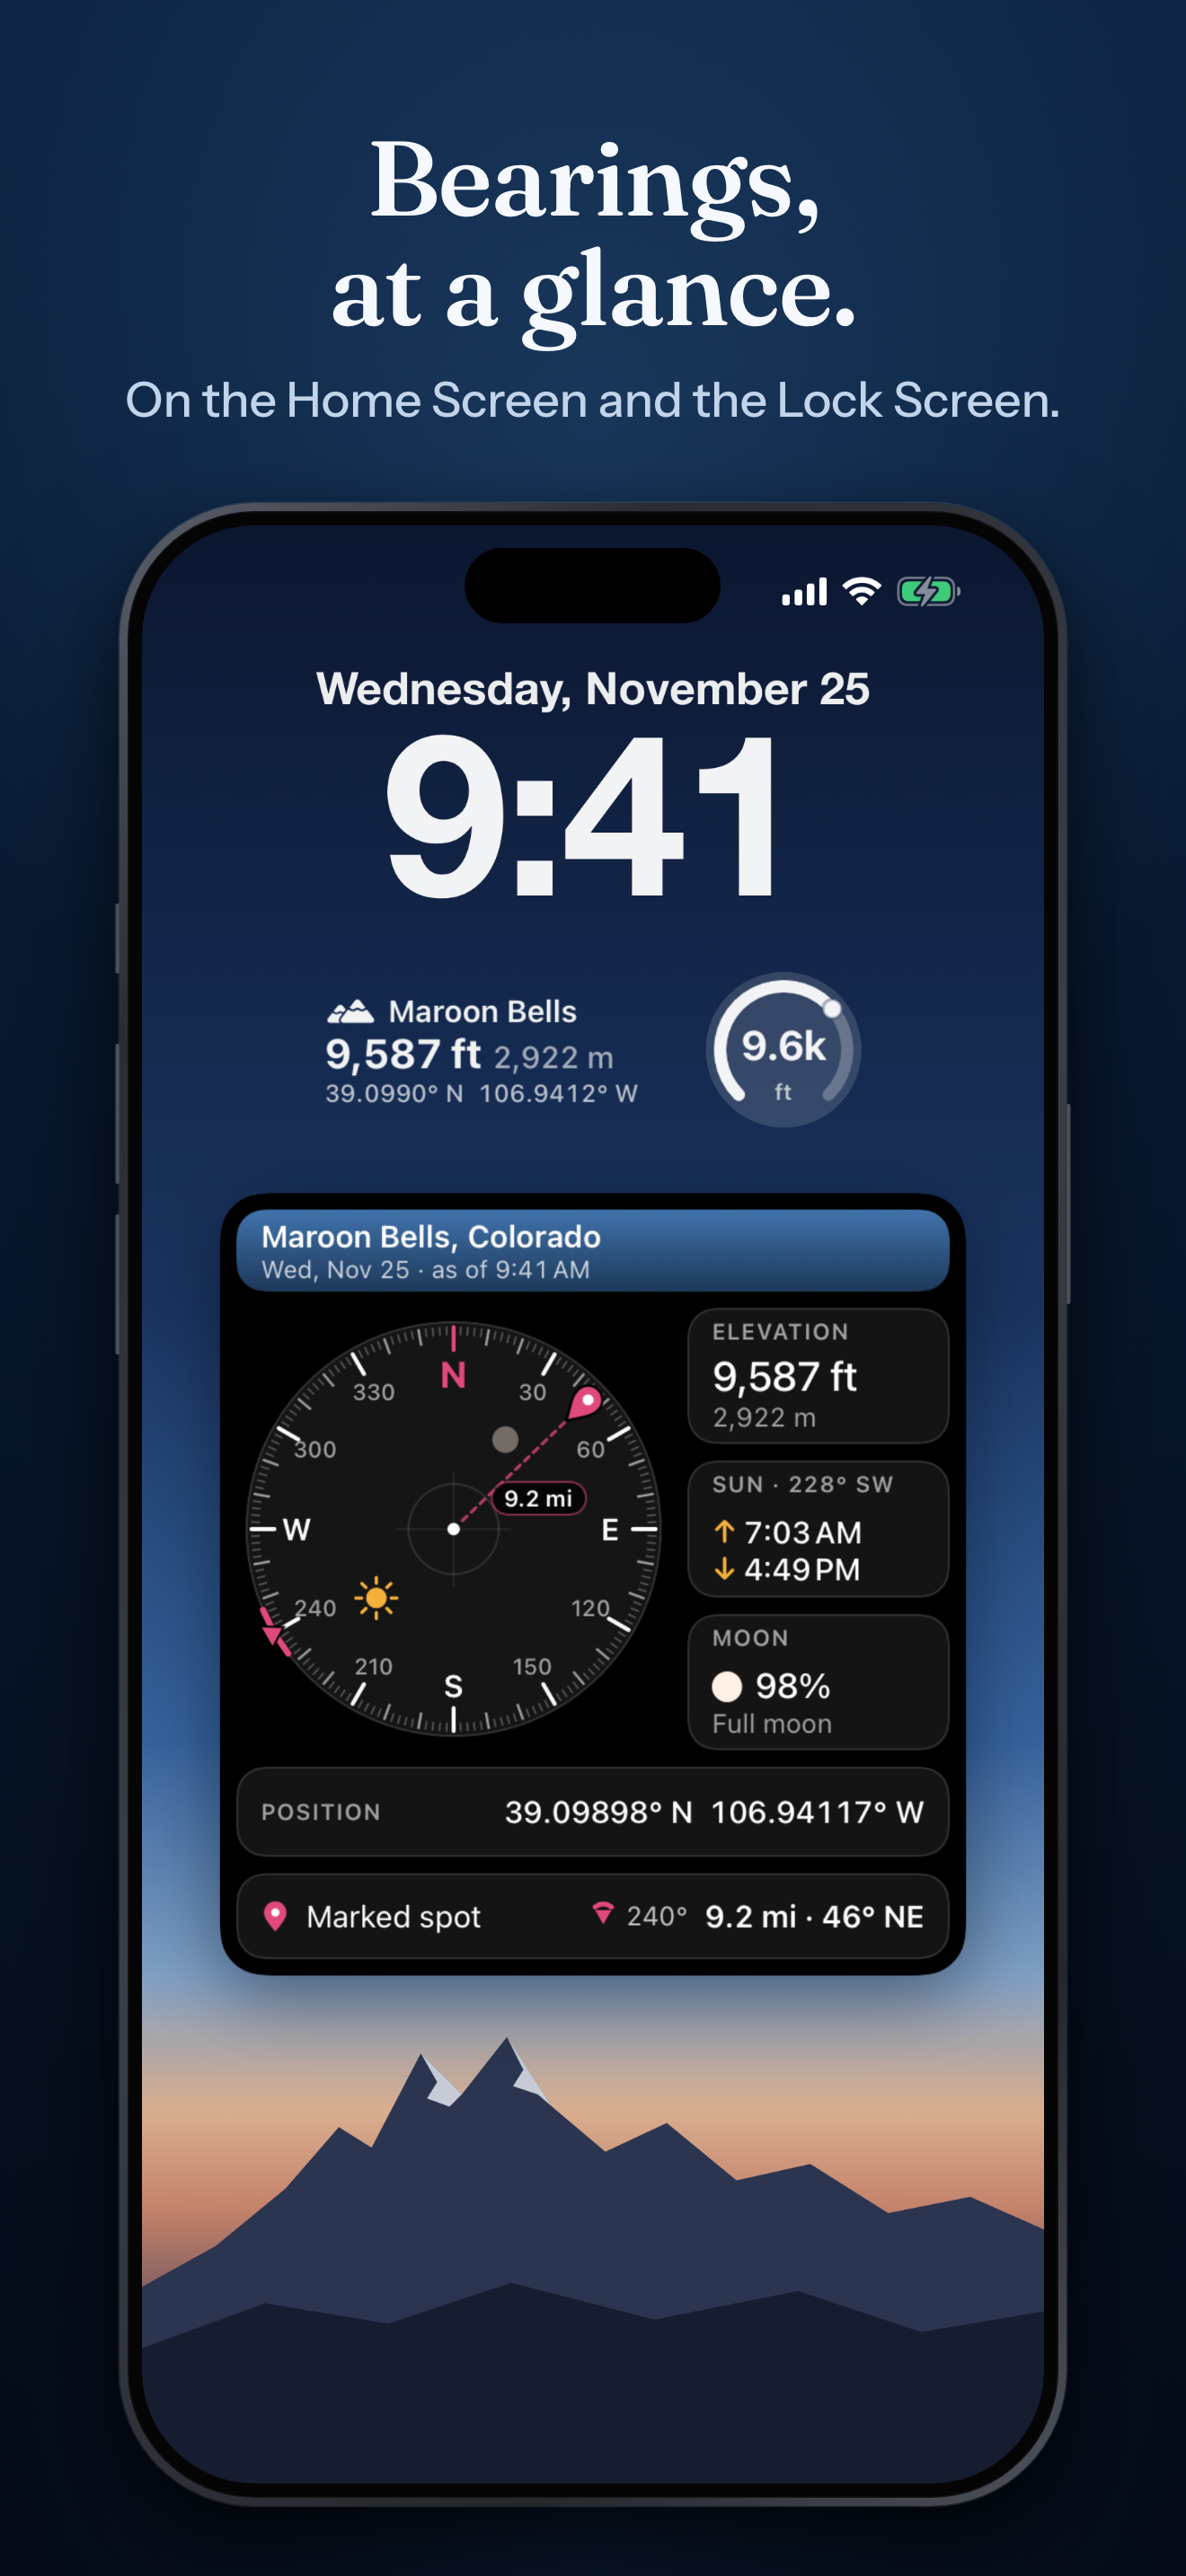 Bearings,
at a glance.
On the Home Screen and the Lock Screen.
Wednesday, November 25
9:41
Maroon Bells
9,587 ft 2,922 m
39.0990° N 106.9412° W
9.6k
ft
Maroon Bells, Colorado
Wed, Nov 25 · as of 9:41 AM
N
30
60
E
120
150
S
210
240
W
300
330
9.2 mi
ELEVATION
9,587 ft
2,922 m
SUN · 228° SW
↑ 7:03 AM
↓ 4:49 PM
MOON
98%
Full moon
POSITION 39.09898° N 106.94117° W
Marked spot 240° 9.2 mi · 46° NE